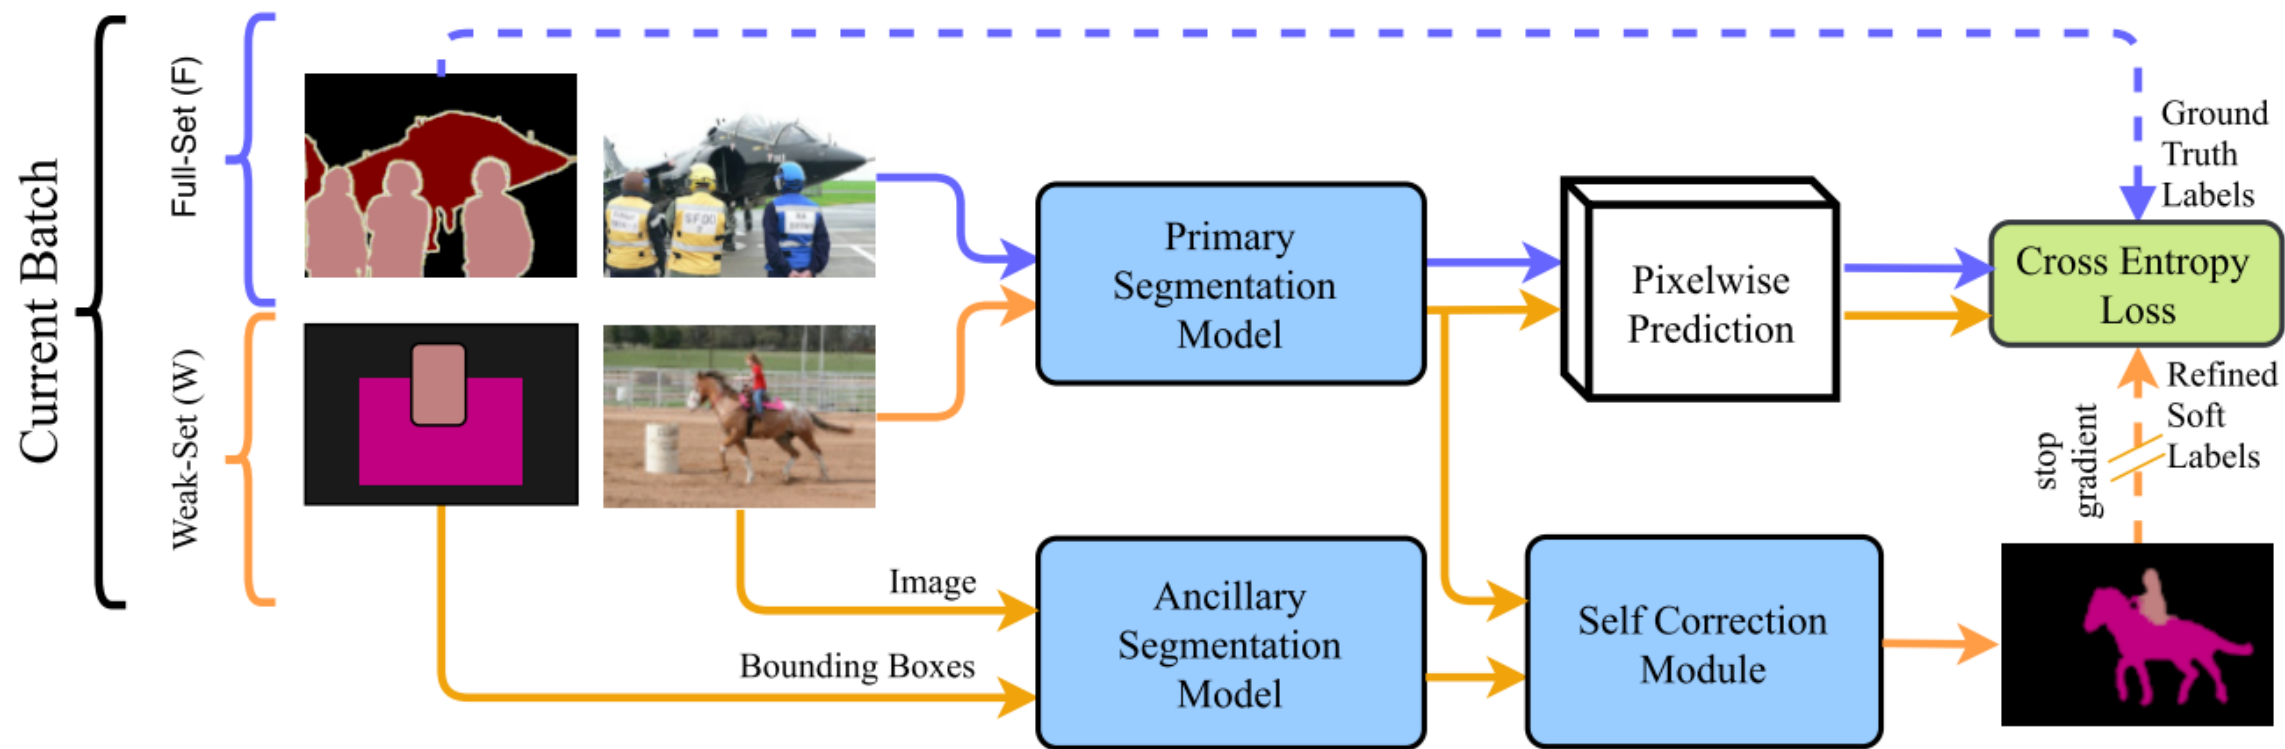 Current Batch
Full-Set (F)
Weak-Set (W)
SFDO
Primary
Segmentation
Model
Pixelwise
Prediction
Ground
Truth
Labels
Cross Entropy
Loss
Refined
Soft
Labels
stop
gradient
Image
Bounding Boxes
Ancillary
Segmentation
Model
Self Correction
Module